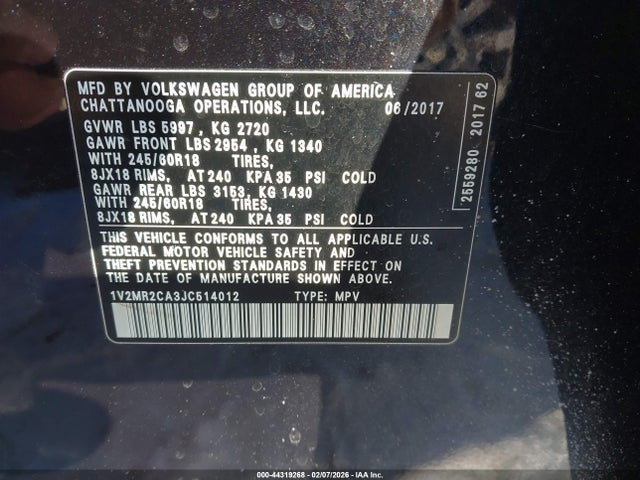 MFD BY VOLKSWAGEN GROUP OF AMERICA
CHATTANOOGA OPERATIONS, LLC. 06/2017
GVWR LBS 5997, KG 2720
GAWR FRONT LBS 2954, KG 1340
WITH 245/60R18 TIRES,
8JX18 RIMS, AT 240 KPA 35 PSI COLD
GAWR REAR LBS 3153, KG 1430
WITH 245/60R18 TIRES,
8JX18 RIMS, AT 240 KPA 35 PSI COLD
THIS VEHICLE CONFORMS TO ALL APPLICABLE U.S.
FEDERAL MOTOR VEHICLE SAFETY AND
THEFT PREVENTION STANDARDS IN EFFECT ON
THE DATE OF MANUFACTURE SHOWN ABOVE.
1V2MR2CA3JC514012 TYPE: MPV
2559280 2017 62
000-44319268 - 02/07/2026 - IAA Inc.